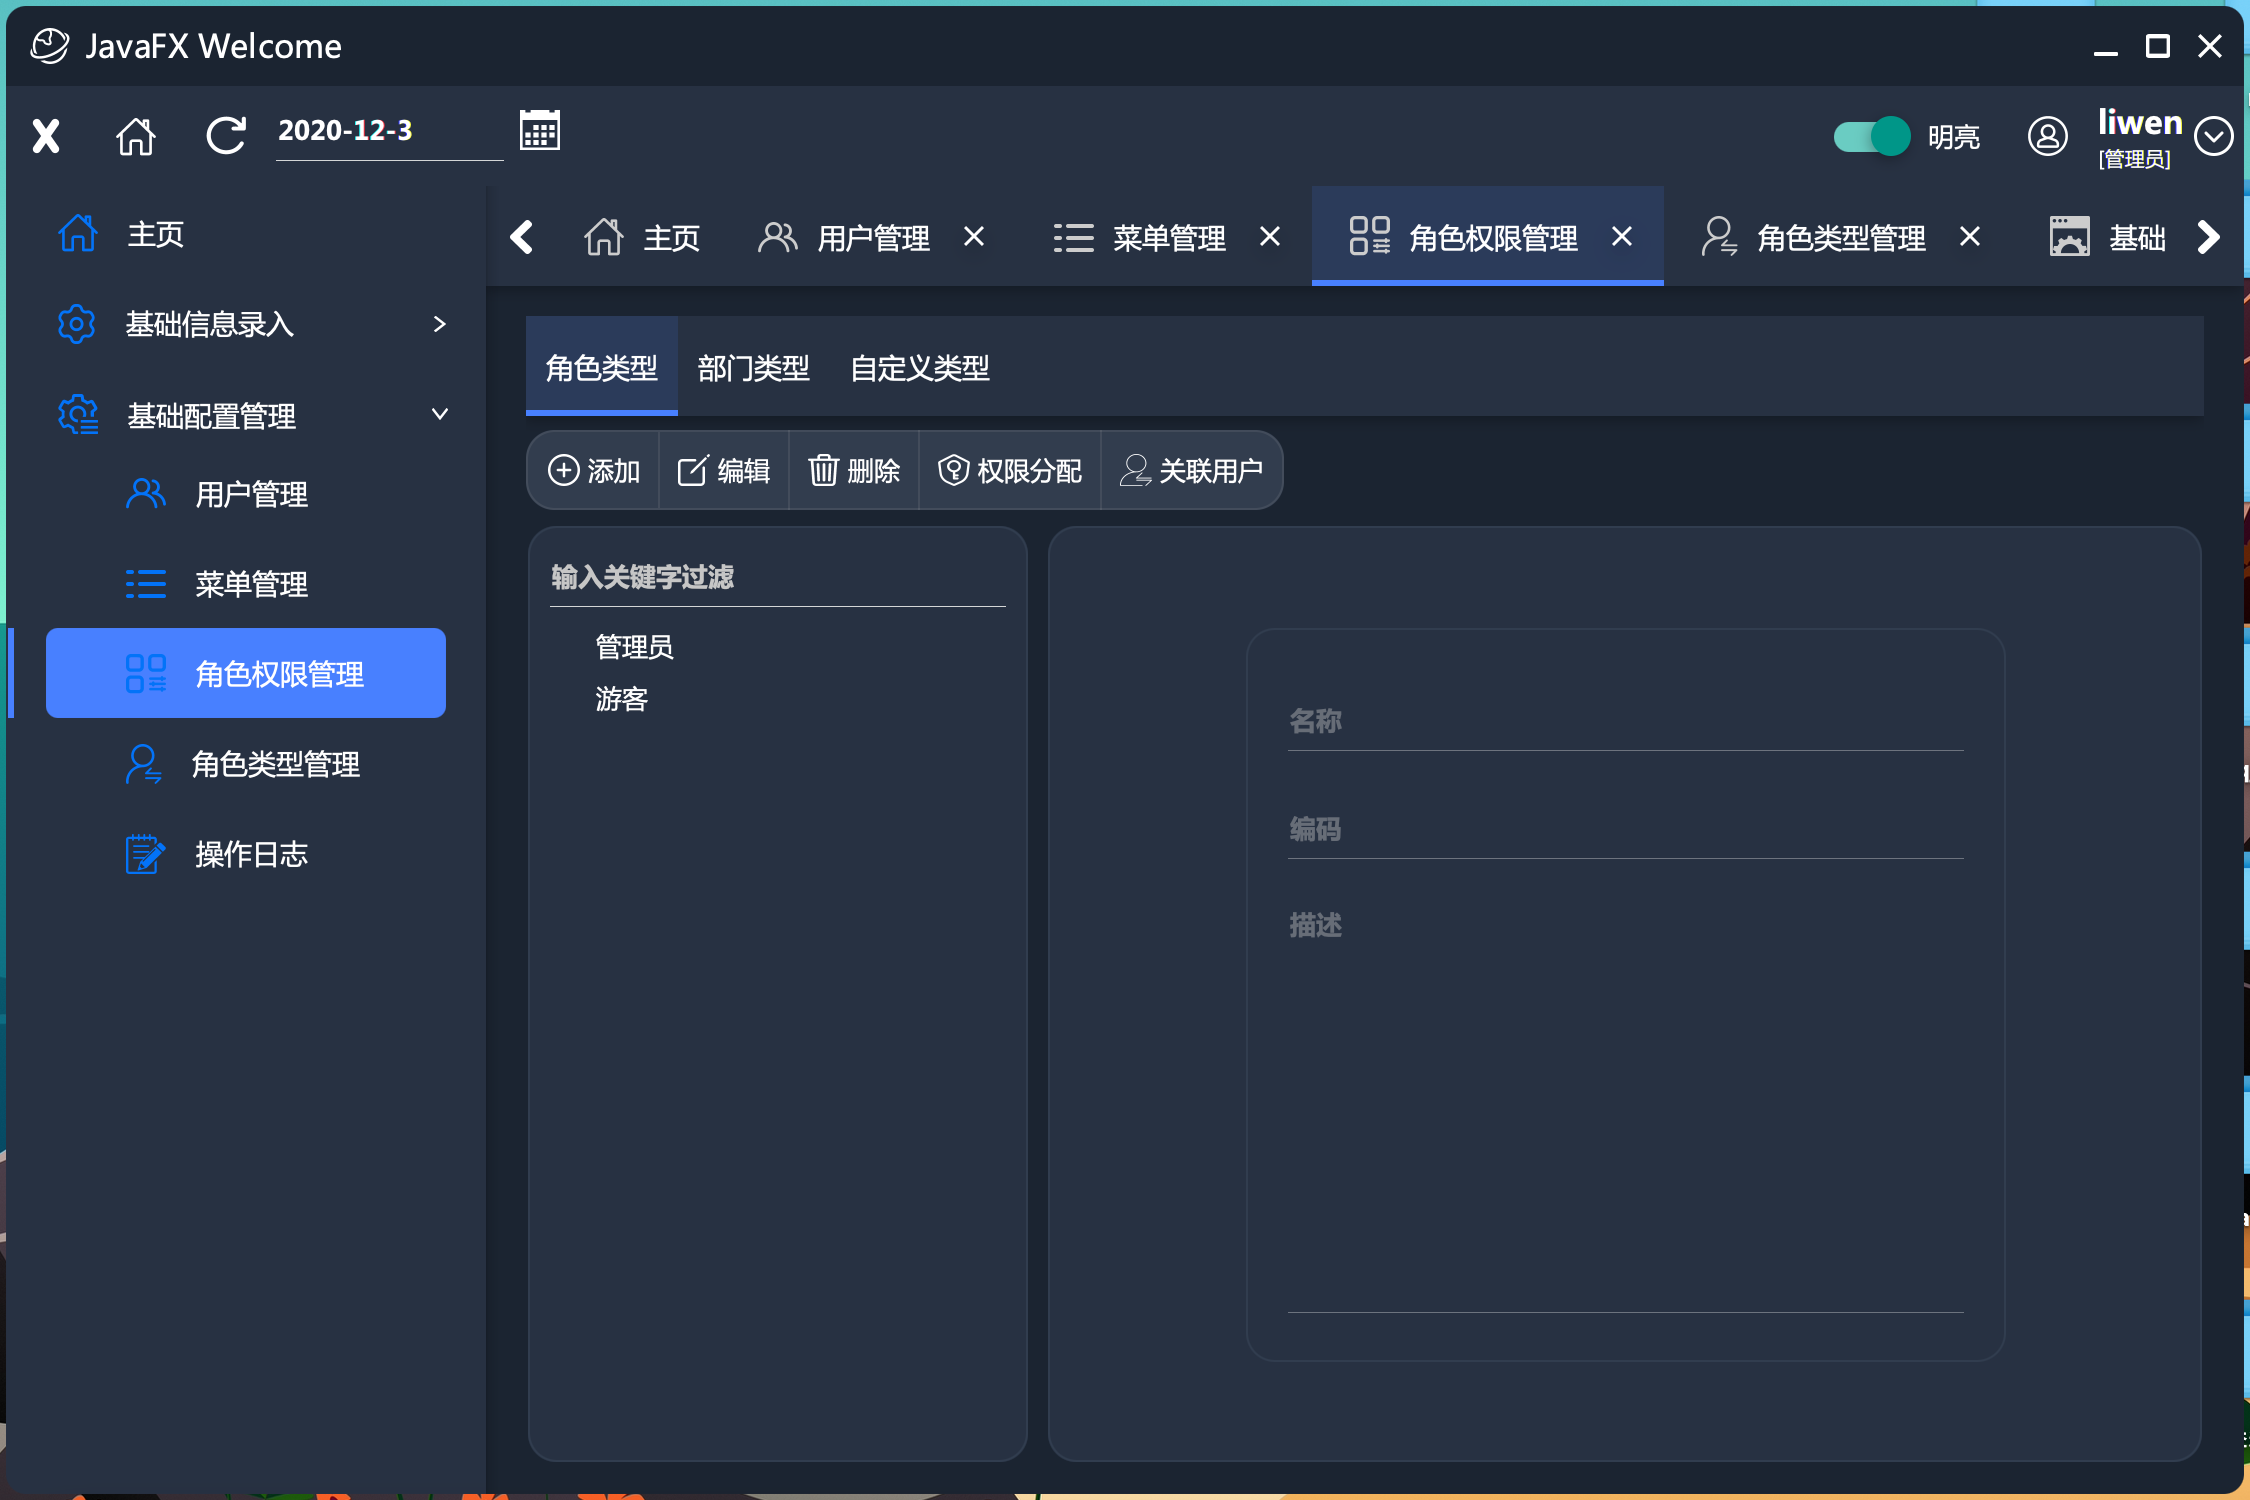 JavaFX Welcome
2020-12-3
明亮
liwen
[管理员]
主页
基础信息录入
基础配置管理
用户管理
菜单管理
角色权限管理
角色类型管理
操作日志
主页 用户管理 菜单管理 角色权限管理 角色类型管理 基础
角色类型 部门类型 自定义类型
添加 编辑 删除 权限分配 关联用户
输入关键字过滤
管理员
游客
名称
编码
描述